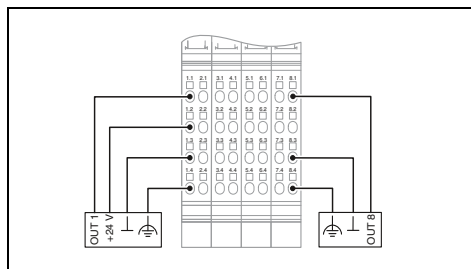 1.1 2.1 3.1 4.1 5.1 6.1 7.1 8.1
1.2 2.2 3.2 4.2 5.2 6.2 7.2 8.2
1.3 2.3 3.3 4.3 5.3 6.3 7.3 8.3
1.4 2.4 3.4 4.4 5.4 6.4 7.4 8.4
OUT 1
+24 V
OUT 8